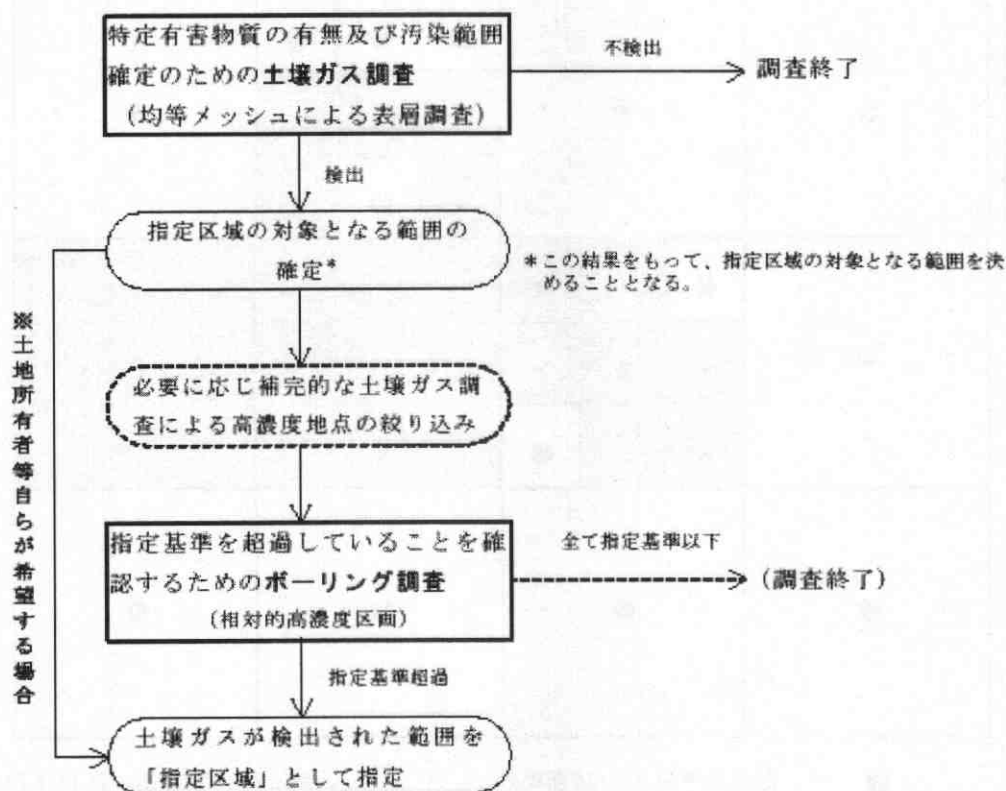 特定有害物質の有無及び汚染範囲
確定のための土壌ガス調査
(均等メッシュによる表層調査)
不検出
調査終了
検出
指定区域の対象となる範囲の
確定*
*この結果をもって、指定区域の対象となる範囲を決
めることとなる。
※土地所有者等自らが希望する場合
必要に応じ補完的な土壌ガス調
査による高濃度地点の絞り込み
指定基準を超過していることを確
認するためのボーリング調査
(相対的高濃度区画)
全て指定基準以下
(調査終了)
指定基準超過
土壌ガスが検出された範囲を
「指定区域」として指定